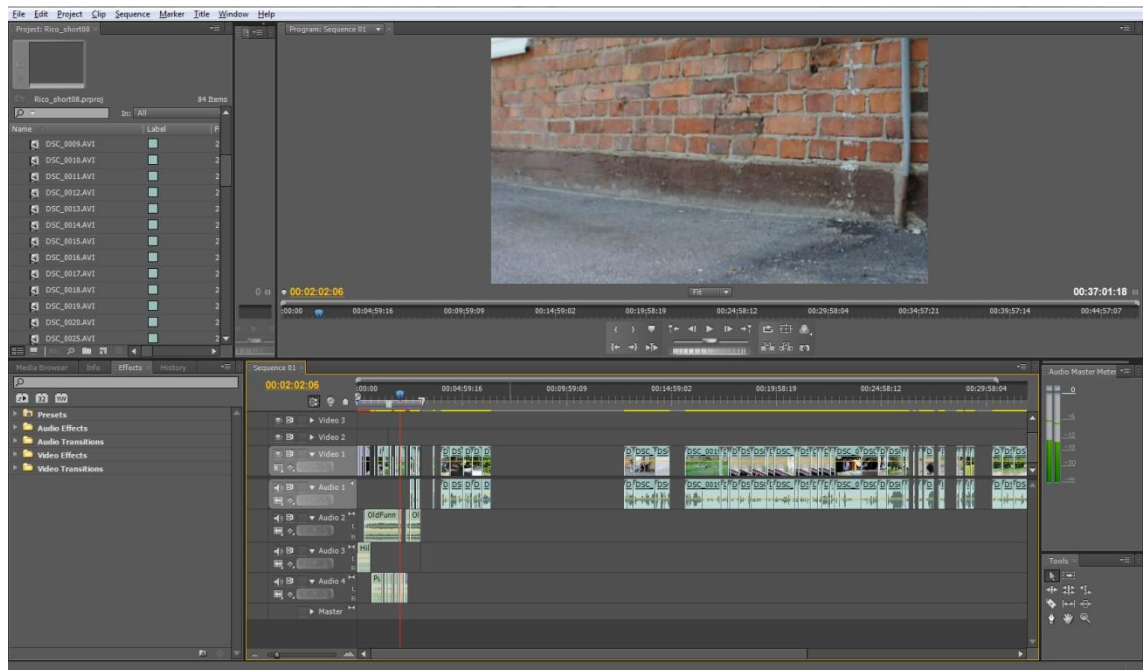 File Edit Project Clip Sequence Marker Title Window Help
Project: Rico_short08
Program: Sequence 01
Rico_short08.prproj 84 Items
In: All
Name Label
DSC_0009.AVI
DSC_0010.AVI
DSC_0011.AVI
DSC_0012.AVI
DSC_0013.AVI
DSC_0014.AVI
DSC_0015.AVI
DSC_0016.AVI
DSC_0017.AVI
DSC_0018.AVI
DSC_0019.AVI
DSC_0020.AVI
DSC_0025.AVI
00:02:02:06 Fit 00:37:01:18
:00:00 00:04:59:16 00:09:59:09 00:14:59:02 00:19:58:19 00:24:58:12 00:29:58:04 00:34:57:21 00:39:57:14 00:44:57:07
Media Browser Info Effects History
Presets
Audio Effects
Audio Transitions
Video Effects
Video Transitions
Sequence 01
00:02:02:06
:00:00 00:04:59:16 00:09:59:09 00:14:59:02 00:19:58:19 00:24:58:12 00:29:58:04
Video 3
Video 2
Video 1
Audio 1
Audio 2 OldFunn Ol
Audio 3 Hil
Audio 4
Master
Audio Master Meter
0
Tools